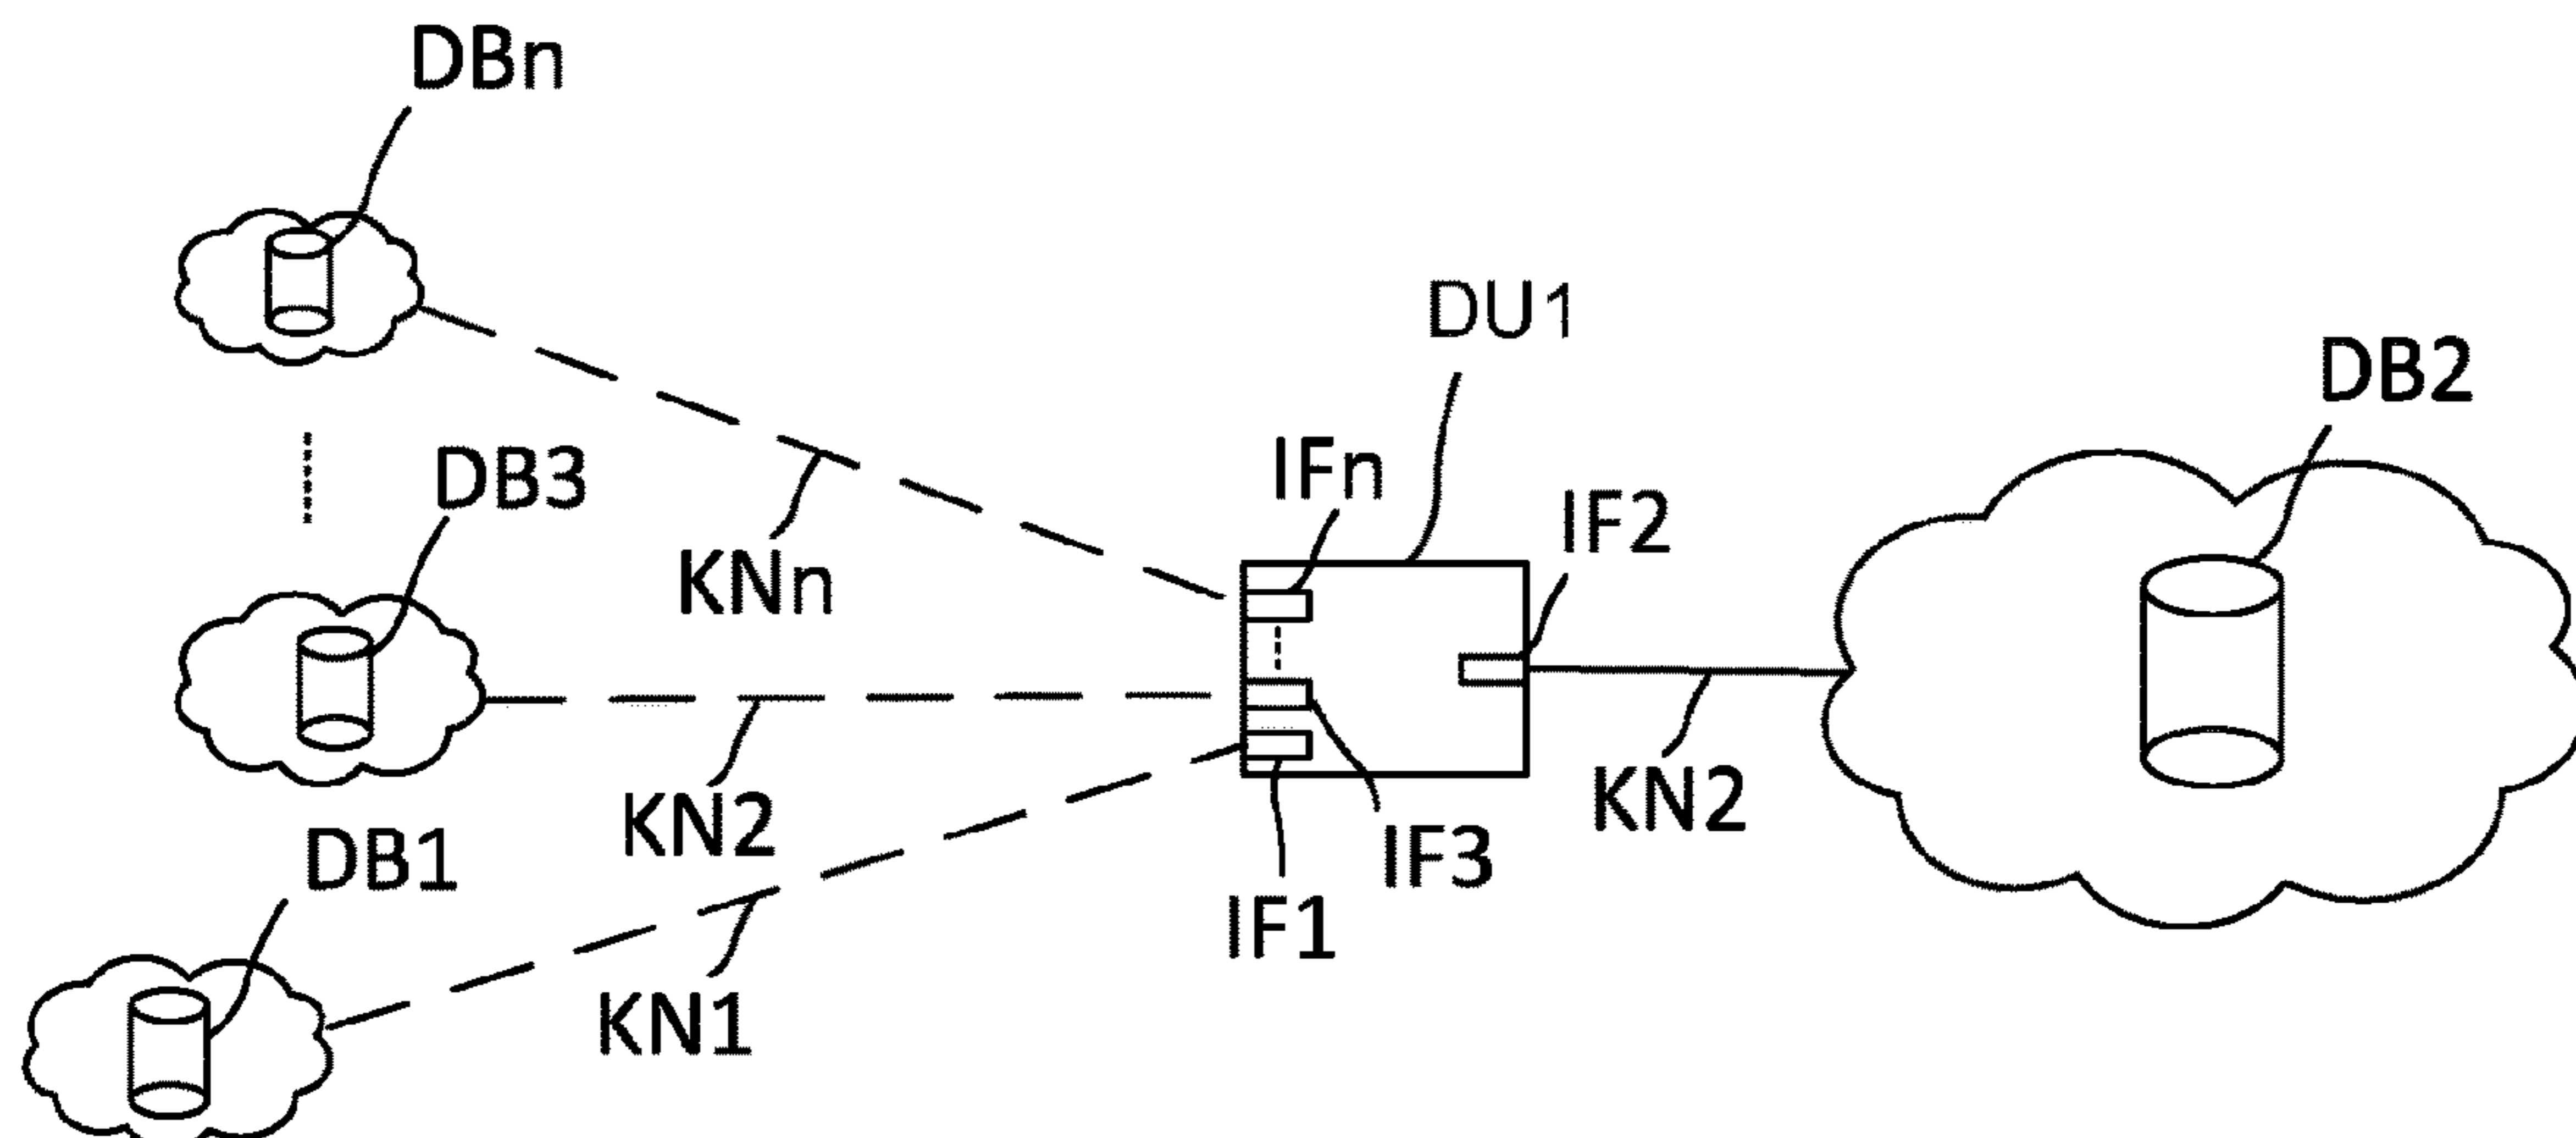 DBn
DU1
DB2
DB3
IFn
IF2
KNn
KN2
KN2
DB1
IF3
IF1
KN1